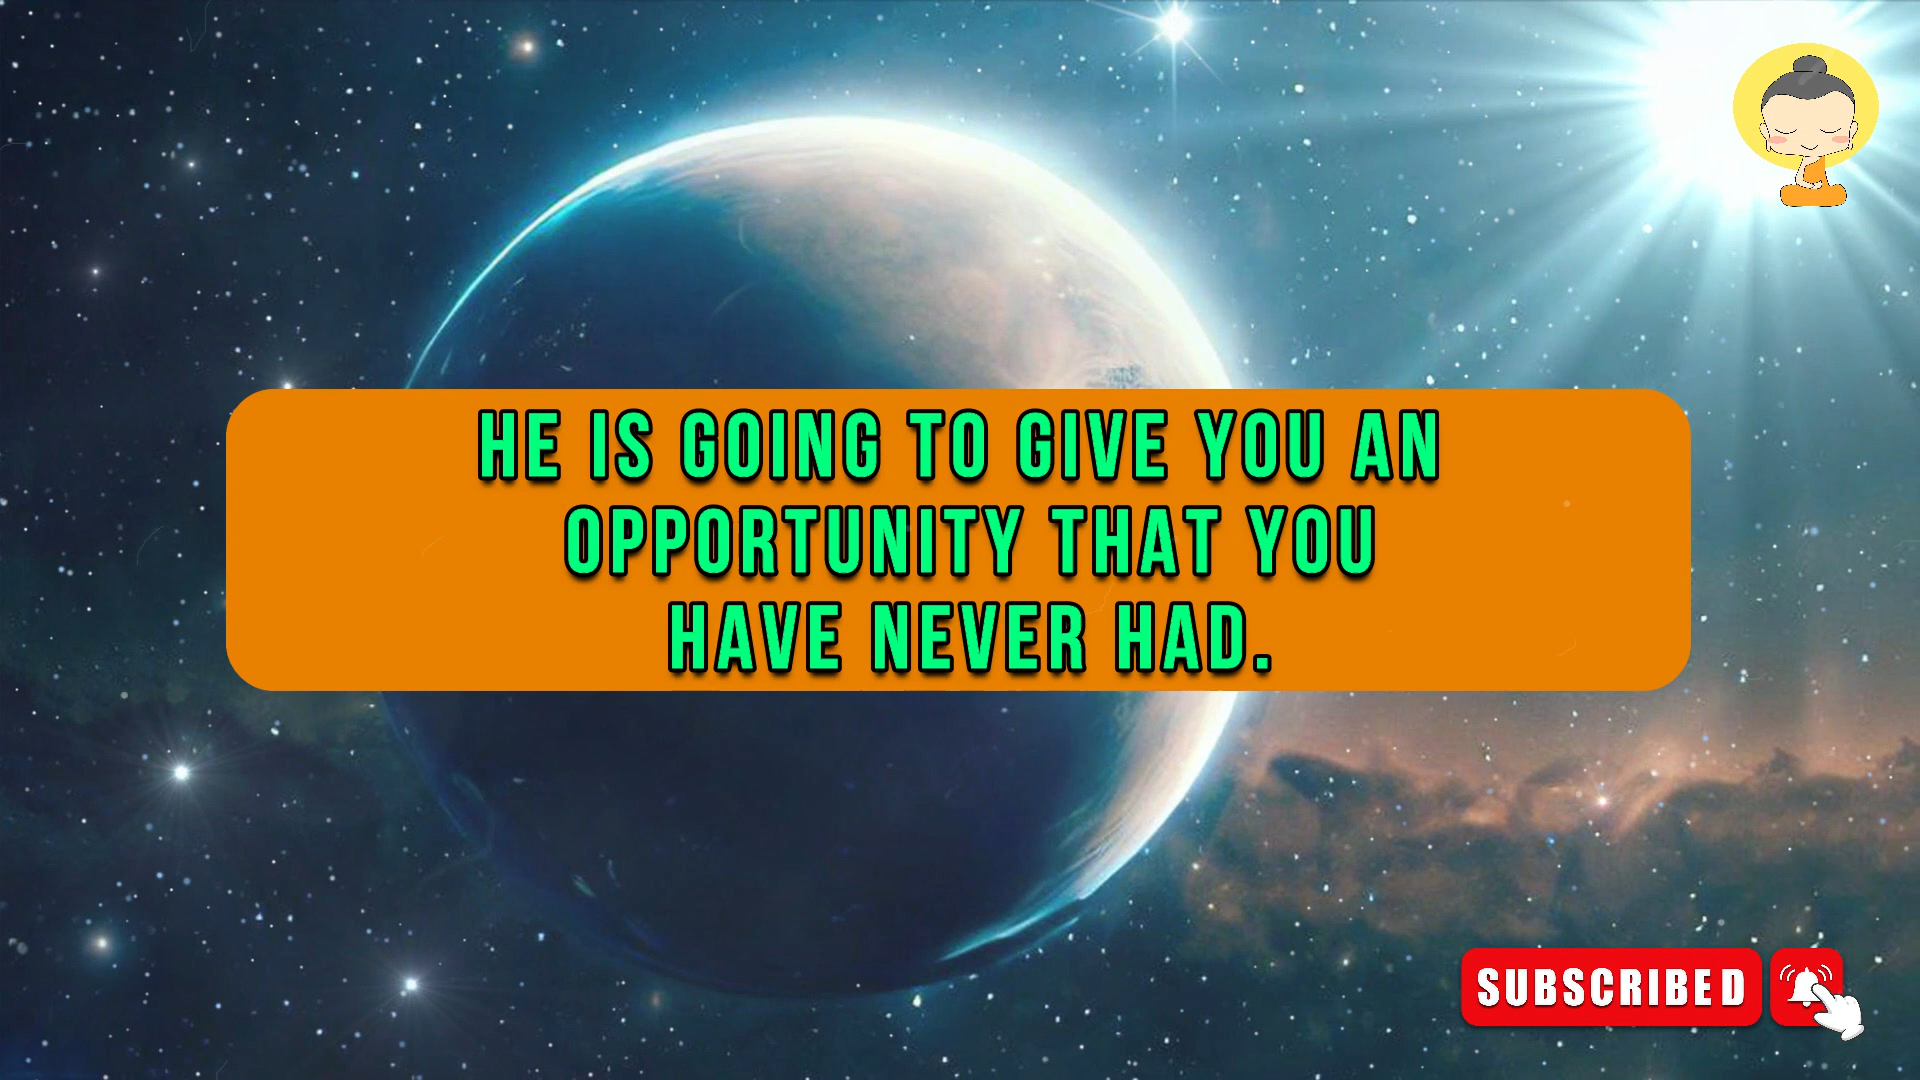 HE IS GOING TO GIVE YOU AN
OPPORTUNITY THAT YOU
HAVE NEVER HAD.
SUBSCRIBED